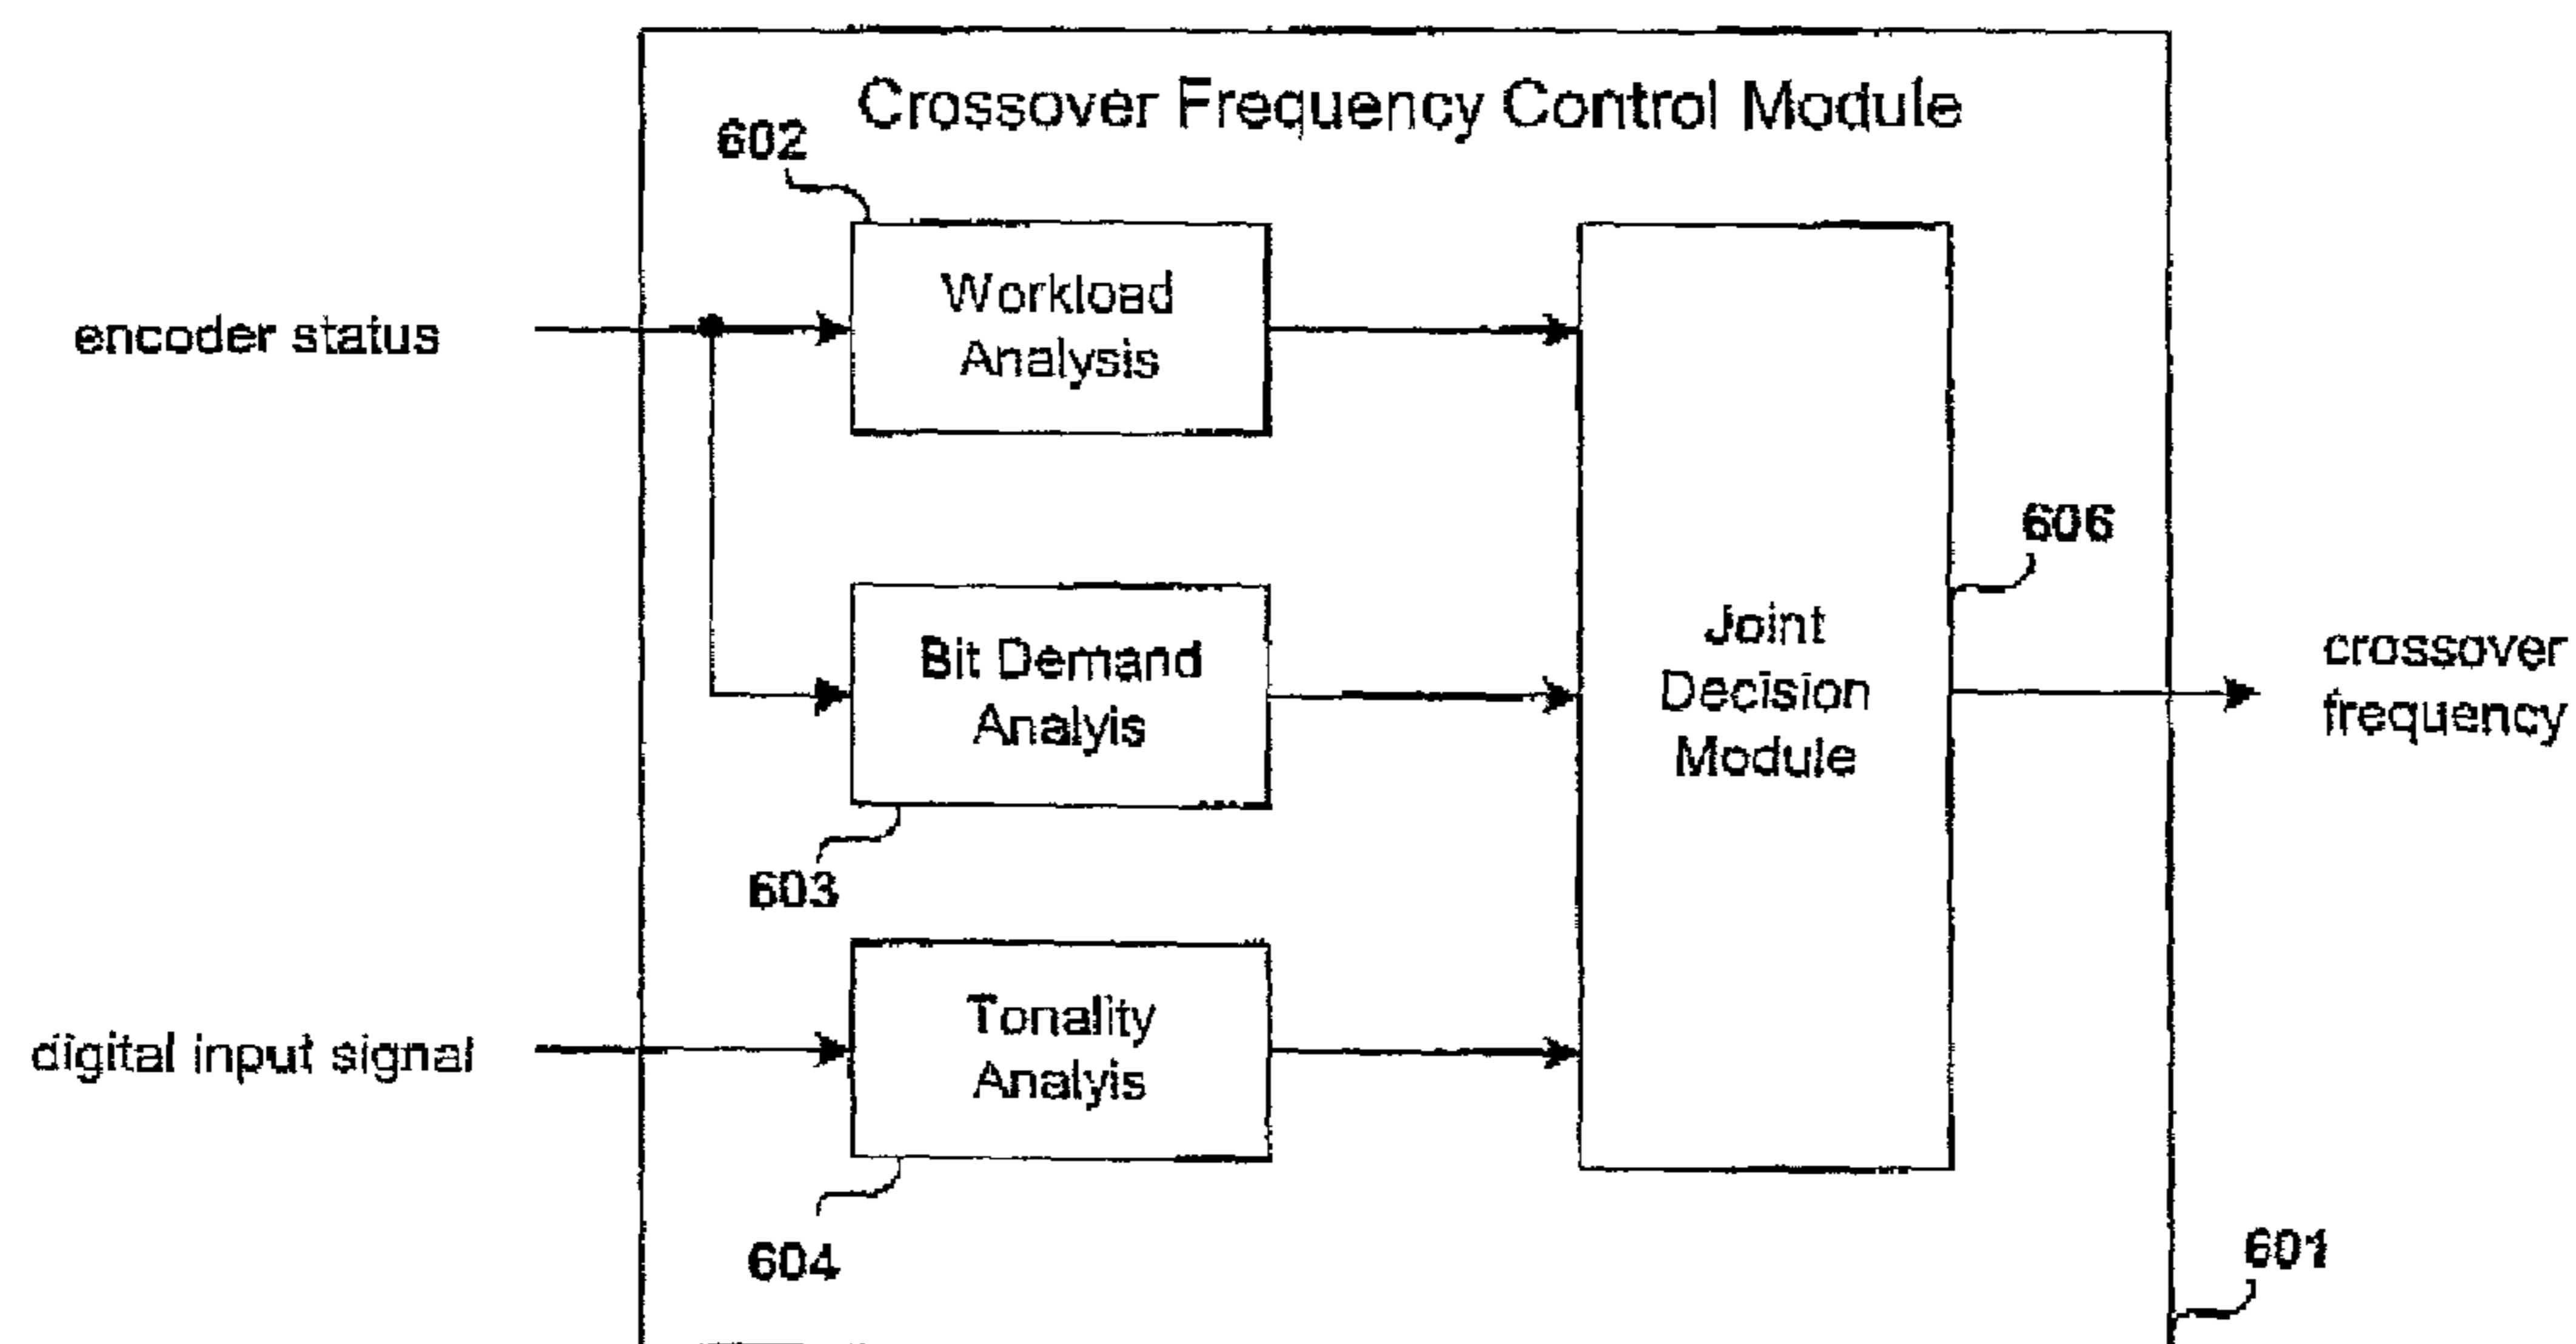 Crossover Frequency Control Module
602
encoder status
Workload
Analysis
606
Bit Demand
Analyis
603
Joint
Decision
Module
crossover
frequency
digital input signal
Tonality
Analyis
604
601